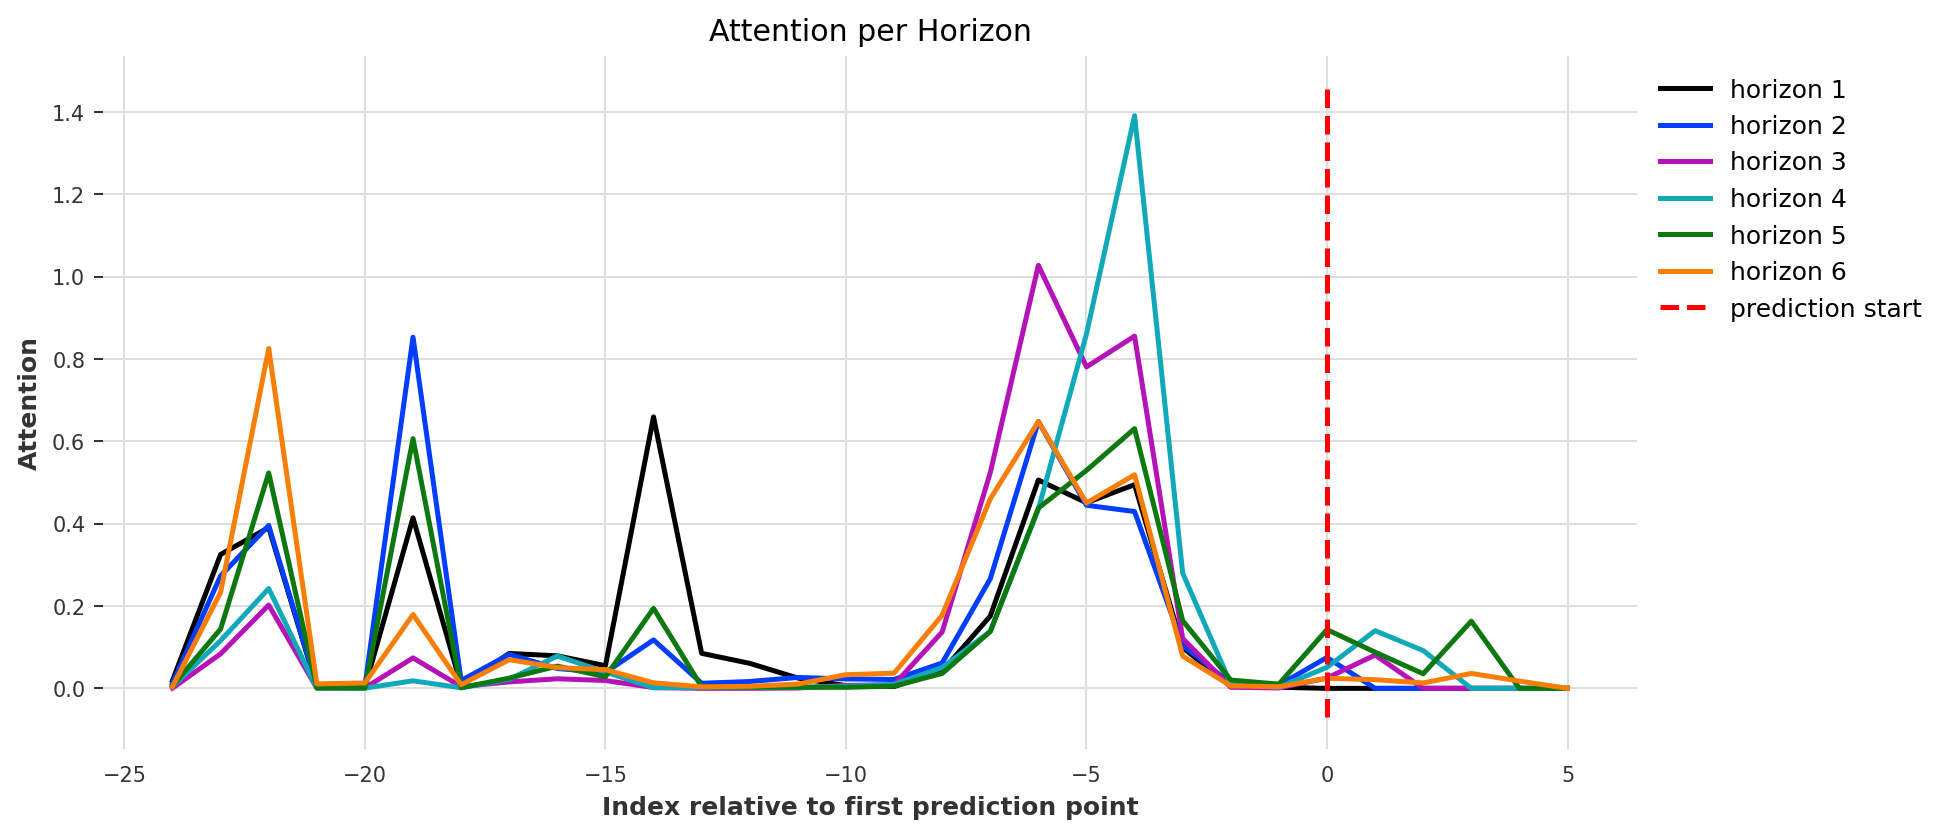 Attention per Horizon
1.4
1.2
1.0
0.8
0.6
0.4
0.2
0.0
Attention
−25
−20
−15
−10
−5
0
5
Index relative to first prediction point
horizon 1
horizon 2
horizon 3
horizon 4
horizon 5
horizon 6
prediction start